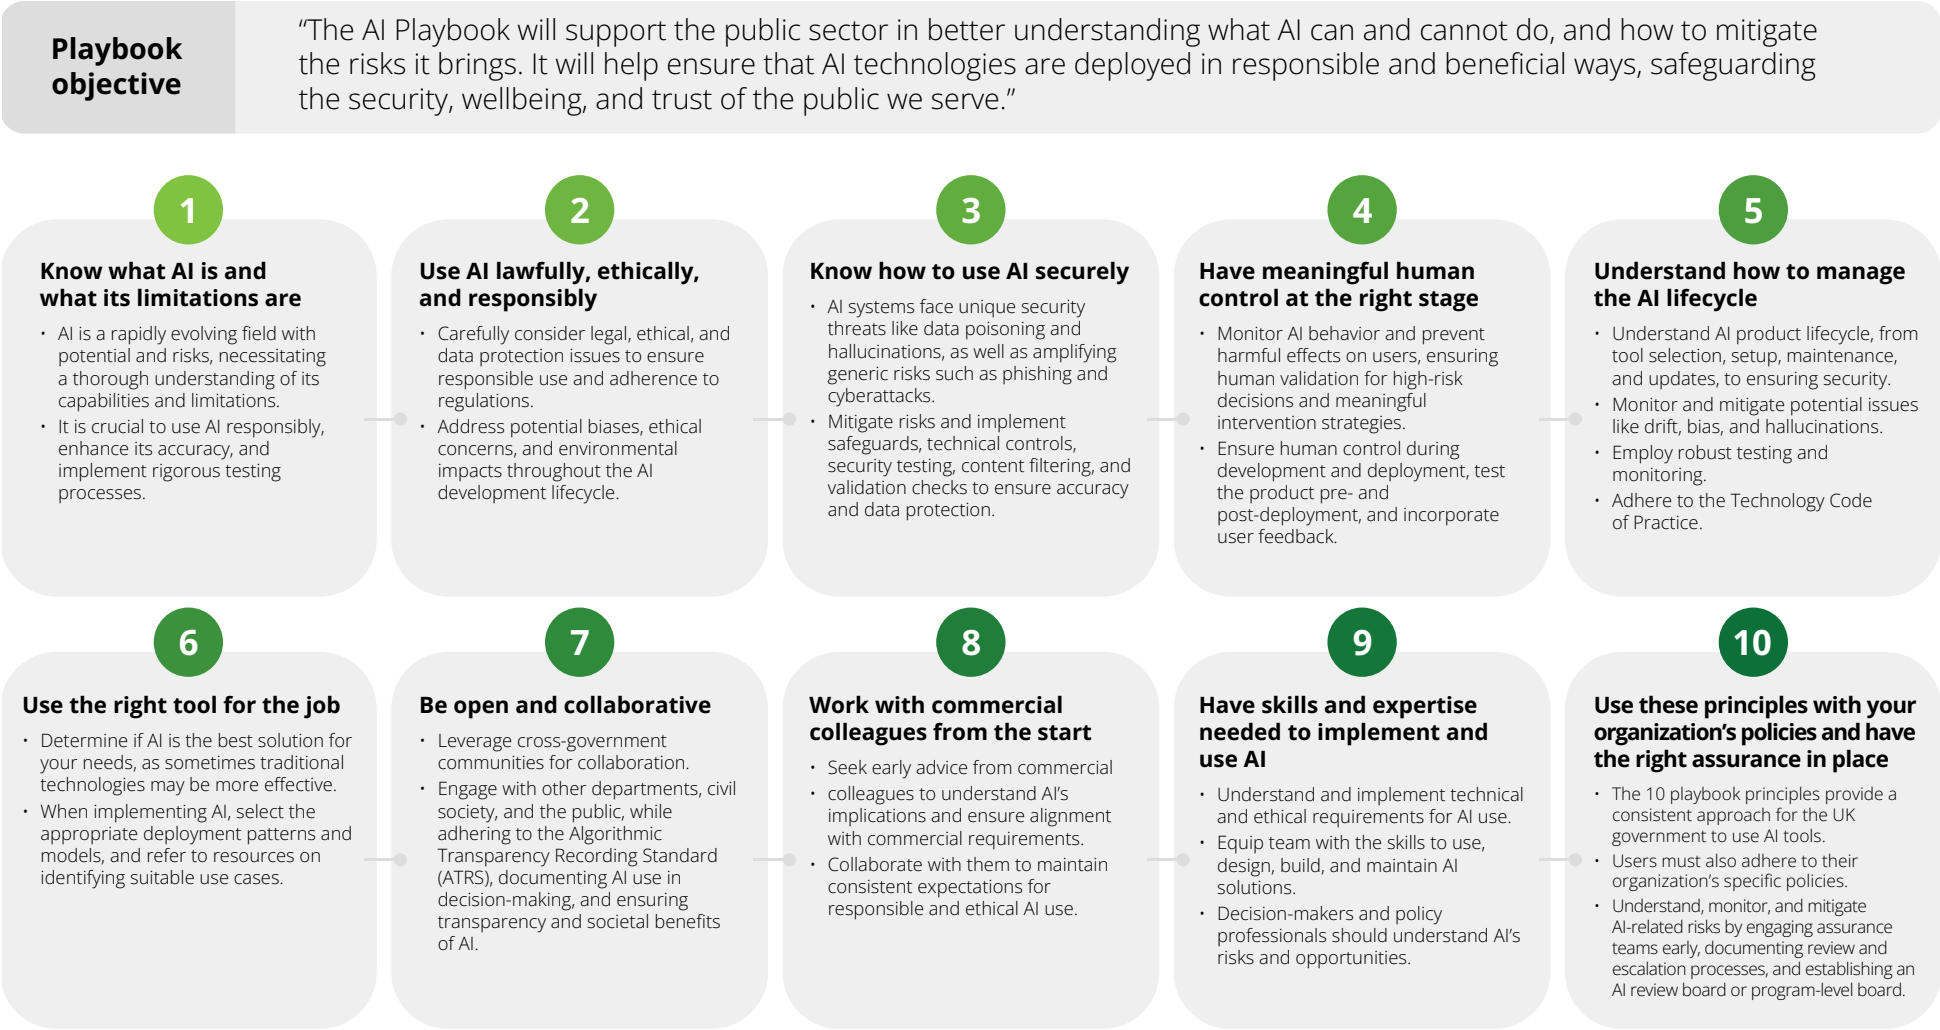 Playbook
objective
“The AI Playbook will support the public sector in better understanding what AI can and cannot do, and how to mitigate
the risks it brings. It will help ensure that AI technologies are deployed in responsible and beneficial ways, safeguarding
the security, wellbeing, and trust of the public we serve.”
1
Know what AI is and
what its limitations are
• AI is a rapidly evolving field with
potential and risks, necessitating
a thorough understanding of its
capabilities and limitations.
• It is crucial to use AI responsibly,
enhance its accuracy, and
implement rigorous testing
processes.
2
Use AI lawfully, ethically,
and responsibly
• Carefully consider legal, ethical, and
data protection issues to ensure
responsible use and adherence to
regulations.
• Address potential biases, ethical
concerns, and environmental
impacts throughout the AI
development lifecycle.
3
Know how to use AI securely
• AI systems face unique security
threats like data poisoning and
hallucinations, as well as amplifying
generic risks such as phishing and
cyberattacks.
• Mitigate risks and implement
safeguards, technical controls,
security testing, content filtering, and
validation checks to ensure accuracy
and data protection.
4
Have meaningful human
control at the right stage
• Monitor AI behavior and prevent
harmful effects on users, ensuring
human validation for high-risk
decisions and meaningful
intervention strategies.
• Ensure human control during
development and deployment, test
the product pre- and
post-deployment, and incorporate
user feedback.
5
Understand how to manage
the AI lifecycle
• Understand AI product lifecycle, from
tool selection, setup, maintenance,
and updates, to ensuring security.
• Monitor and mitigate potential issues
like drift, bias, and hallucinations.
• Employ robust testing and
monitoring.
• Adhere to the Technology Code
of Practice.
6
Use the right tool for the job
• Determine if AI is the best solution for
your needs, as sometimes traditional
technologies may be more effective.
• When implementing AI, select the
appropriate deployment patterns and
models, and refer to resources on
identifying suitable use cases.
7
Be open and collaborative
• Leverage cross-government
communities for collaboration.
• Engage with other departments, civil
society, and the public, while
adhering to the Algorithmic
Transparency Recording Standard
(ATRS), documenting AI use in
decision-making, and ensuring
transparency and societal benefits
of AI.
8
Work with commercial
colleagues from the start
• Seek early advice from commercial
• colleagues to understand AI’s
implications and ensure alignment
with commercial requirements.
• Collaborate with them to maintain
consistent expectations for
responsible and ethical AI use.
9
Have skills and expertise
needed to implement and
use AI
• Understand and implement technical
and ethical requirements for AI use.
• Equip team with the skills to use,
design, build, and maintain AI
solutions.
• Decision-makers and policy
professionals should understand AI’s
risks and opportunities.
10
Use these principles with your
organization’s policies and have
the right assurance in place
• The 10 playbook principles provide a
consistent approach for the UK
government to use AI tools.
• Users must also adhere to their
organization’s specific policies.
• Understand, monitor, and mitigate
AI-related risks by engaging assurance
teams early, documenting review and
escalation processes, and establishing an
AI review board or program-level board.